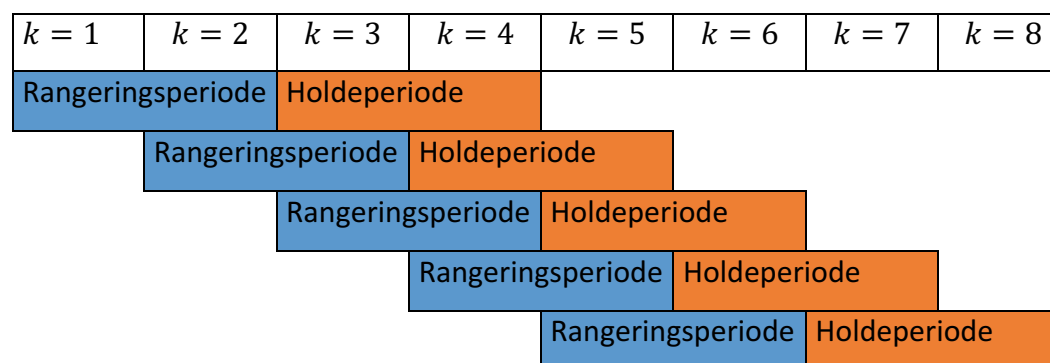 k = 1 k = 2 k = 3 k = 4 k = 5 k = 6 k = 7 k = 8
Rangeringsperiode Holdeperiode
Rangeringsperiode Holdeperiode
Rangeringsperiode Holdeperiode
Rangeringsperiode Holdeperiode
Rangeringsperiode Holdeperiode